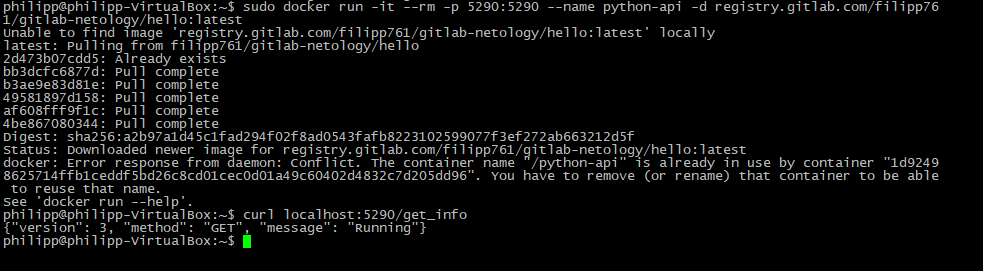 philipp@philipp-VirtualBox:~$ sudo docker run -it --rm -p 5290:5290 --name python-api -d registry.gitlab.com/filipp76
1/gitlab-netology/hello:latest
Unable to find image 'registry.gitlab.com/filipp761/gitlab-netology/hello:latest' locally
latest: Pulling from filipp761/gitlab-netology/hello
2d473b07cdd5: Already exists
bb3dcfc6877d: Pull complete
b3ae9e83d81e: Pull complete
49581897d158: Pull complete
af608fff9f1c: Pull complete
4be867080344: Pull complete
Digest: sha256:a2b97a1d45c1fad294f02f8ad0543fafb8223102599077f3ef272ab663212d5f
Status: Downloaded newer image for registry.gitlab.com/filipp761/gitlab-netology/hello:latest
docker: Error response from daemon: Conflict. The container name "/python-api" is already in use by container "1d9249
8625714ffb1ceddf5bd26c8cd01cec0d01a49c60402d4832c7d205dd96". You have to remove (or rename) that container to be able
 to reuse that name.
See 'docker run --help'.
philipp@philipp-VirtualBox:~$ curl localhost:5290/get_info
{"version": 3, "method": "GET", "message": "Running"}
philipp@philipp-VirtualBox:~$